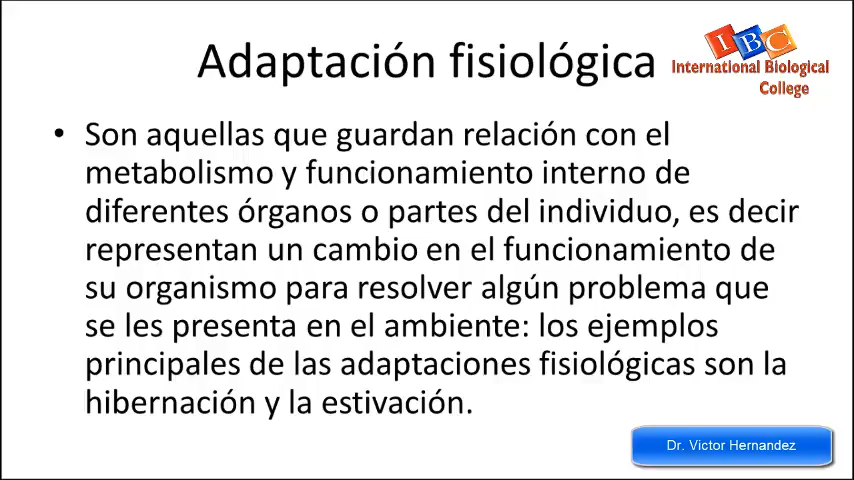 Adaptación fisiológica
IBC
International Biological
College
• Son aquellas que guardan relación con el
metabolismo y funcionamiento interno de
diferentes órganos o partes del individuo, es decir
representan un cambio en el funcionamiento de
su organismo para resolver algún problema que
se les presenta en el ambiente: los ejemplos
principales de las adaptaciones fisiológicas son la
hibernación y la estivación.
Dr. Victor Hernandez